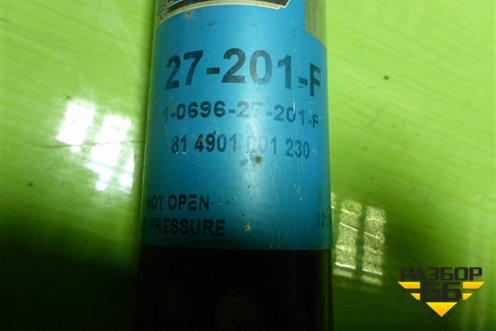 27-201-F
1-0696-27-201-F
81 4901 001 230
NOT OPEN
PRESSURE
РАЗБОР
66